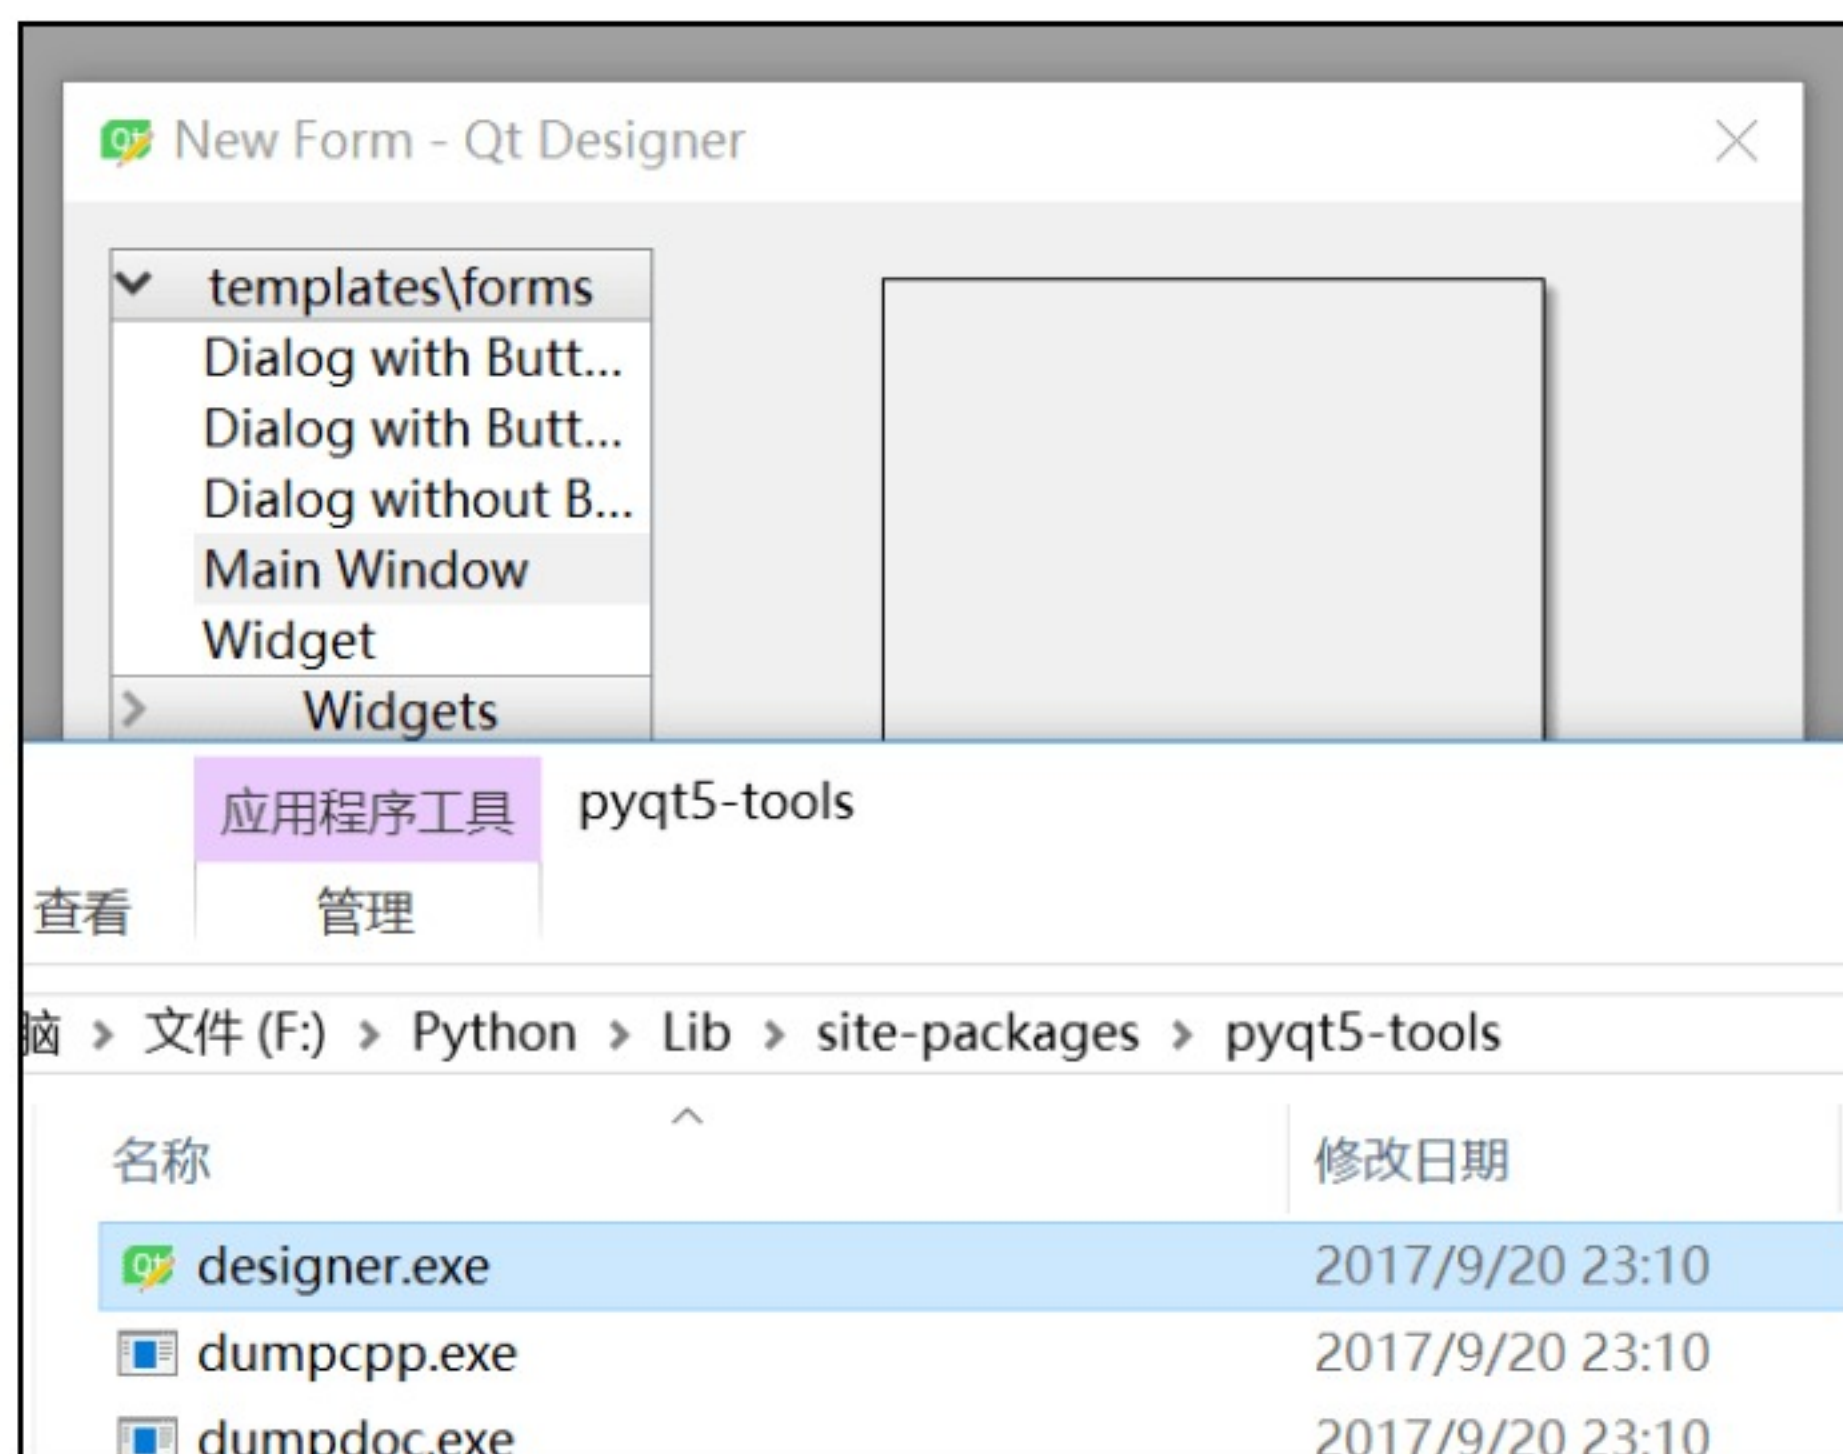 New Form - Qt Designer
templates\forms
Dialog with Butt...
Dialog with Butt...
Dialog without B...
Main Window
Widget
Widgets
应用程序工具 pyqt5-tools
查看 管理
脑 > 文件 (F:) > Python > Lib > site-packages > pyqt5-tools
名称 修改日期
designer.exe 2017/9/20 23:10
dumpcpp.exe 2017/9/20 23:10
dumpdoc.exe 2017/9/20 23:10